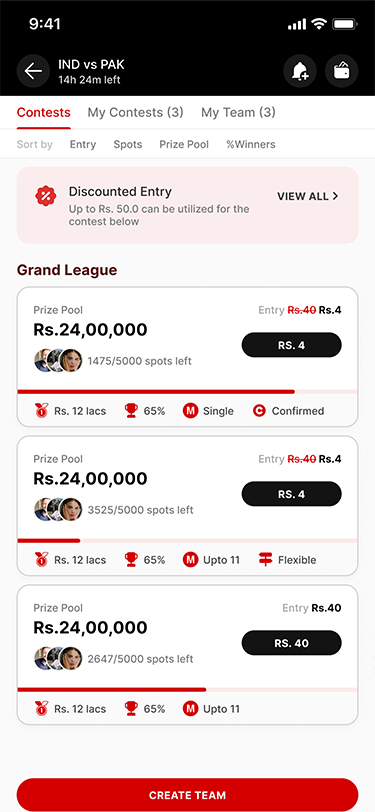 9:41
IND vs PAK
14h 24m left
Contests My Contests (3) My Team (3)
Sort by Entry Spots Prize Pool %Winners
Discounted Entry
VIEW ALL >
Up to Rs. 50.0 can be utilized for the
contest below
Grand League
Prize Pool Entry Rs.40 Rs.4
Rs.24,00,000
RS. 4
1475/5000 spots left
1 Rs. 12 lacs 65% M Single C Confirmed
Prize Pool Entry Rs.40 Rs.4
Rs.24,00,000
RS. 4
3525/5000 spots left
1 Rs. 12 lacs 65% M Upto 11 Flexible
Prize Pool Entry Rs.40
Rs.24,00,000
RS. 40
2647/5000 spots left
1 Rs. 12 lacs 65% M Upto 11
CREATE TEAM